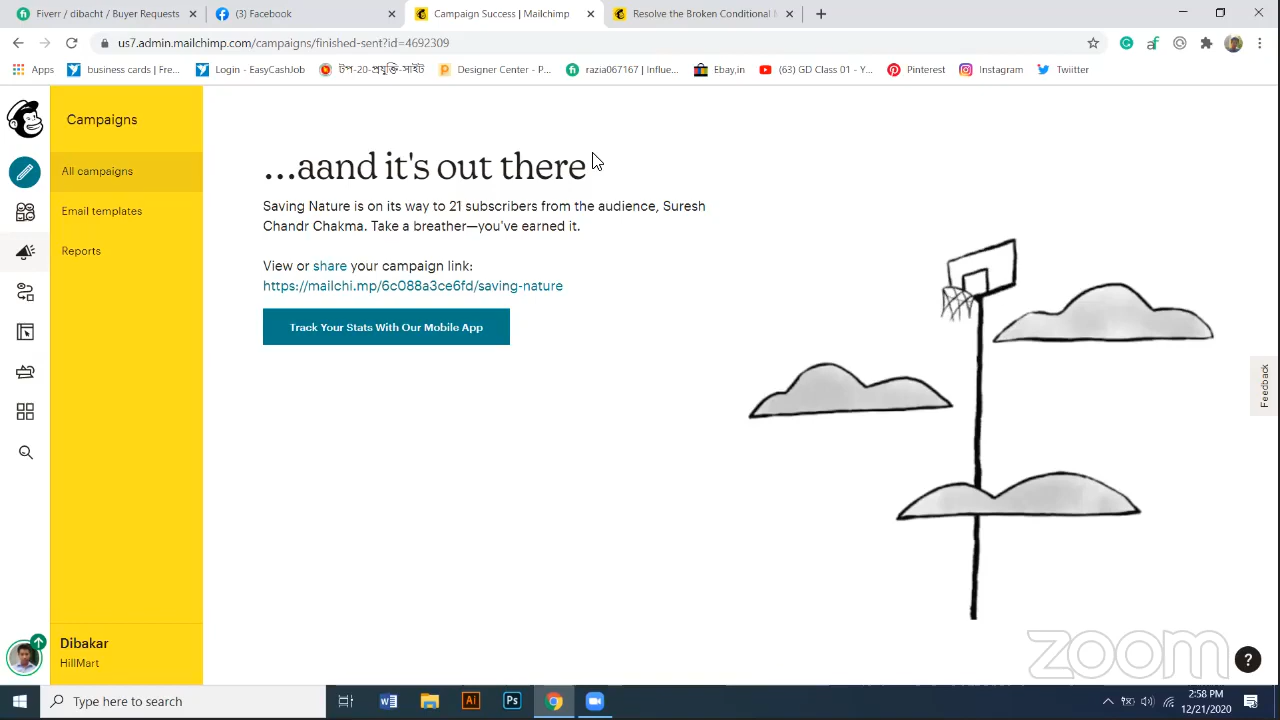 Fiverr / Buyer Requests
(3) Facebook
Campaign Success | Mailchimp
Resolve the Broken Conditional
us7.admin.mailchimp.com/campaigns/finished-sent?id=4692309
Apps
business cards | Fre...
Login - EasyCashJob
টপ-20-প্রযুক্তি-সাইট
Designer Center - P...
razia067167 | Influe...
Ebay,in
(63) GD Class 01 - Y...
Pinterest
Instagram
Twiitter
Campaigns
All campaigns
Email templates
Reports
...aand it's out there
Saving Nature is on its way to 21 subscribers from the audience, Suresh
Chandr Chakma. Take a breather—you've earned it.
View or share your campaign link:
https://mailchi.mp/6c088a3ce6fd/saving-nature
Track Your Stats With Our Mobile App
Feedback
Dibakar
HillMart
zoom
?
Type here to search
2:58 PM
12/21/2020